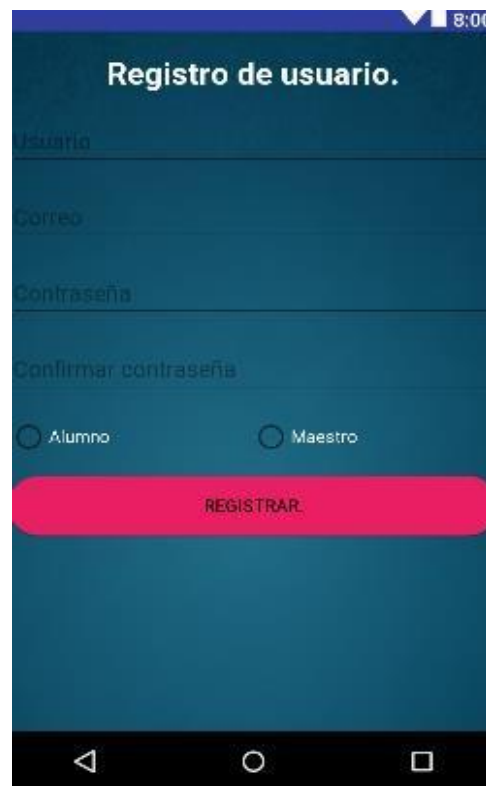 8:00
Registro de usuario.
Usuario
Correo
Contraseña
Confirmar contraseña
Alumno Maestro
REGISTRAR.